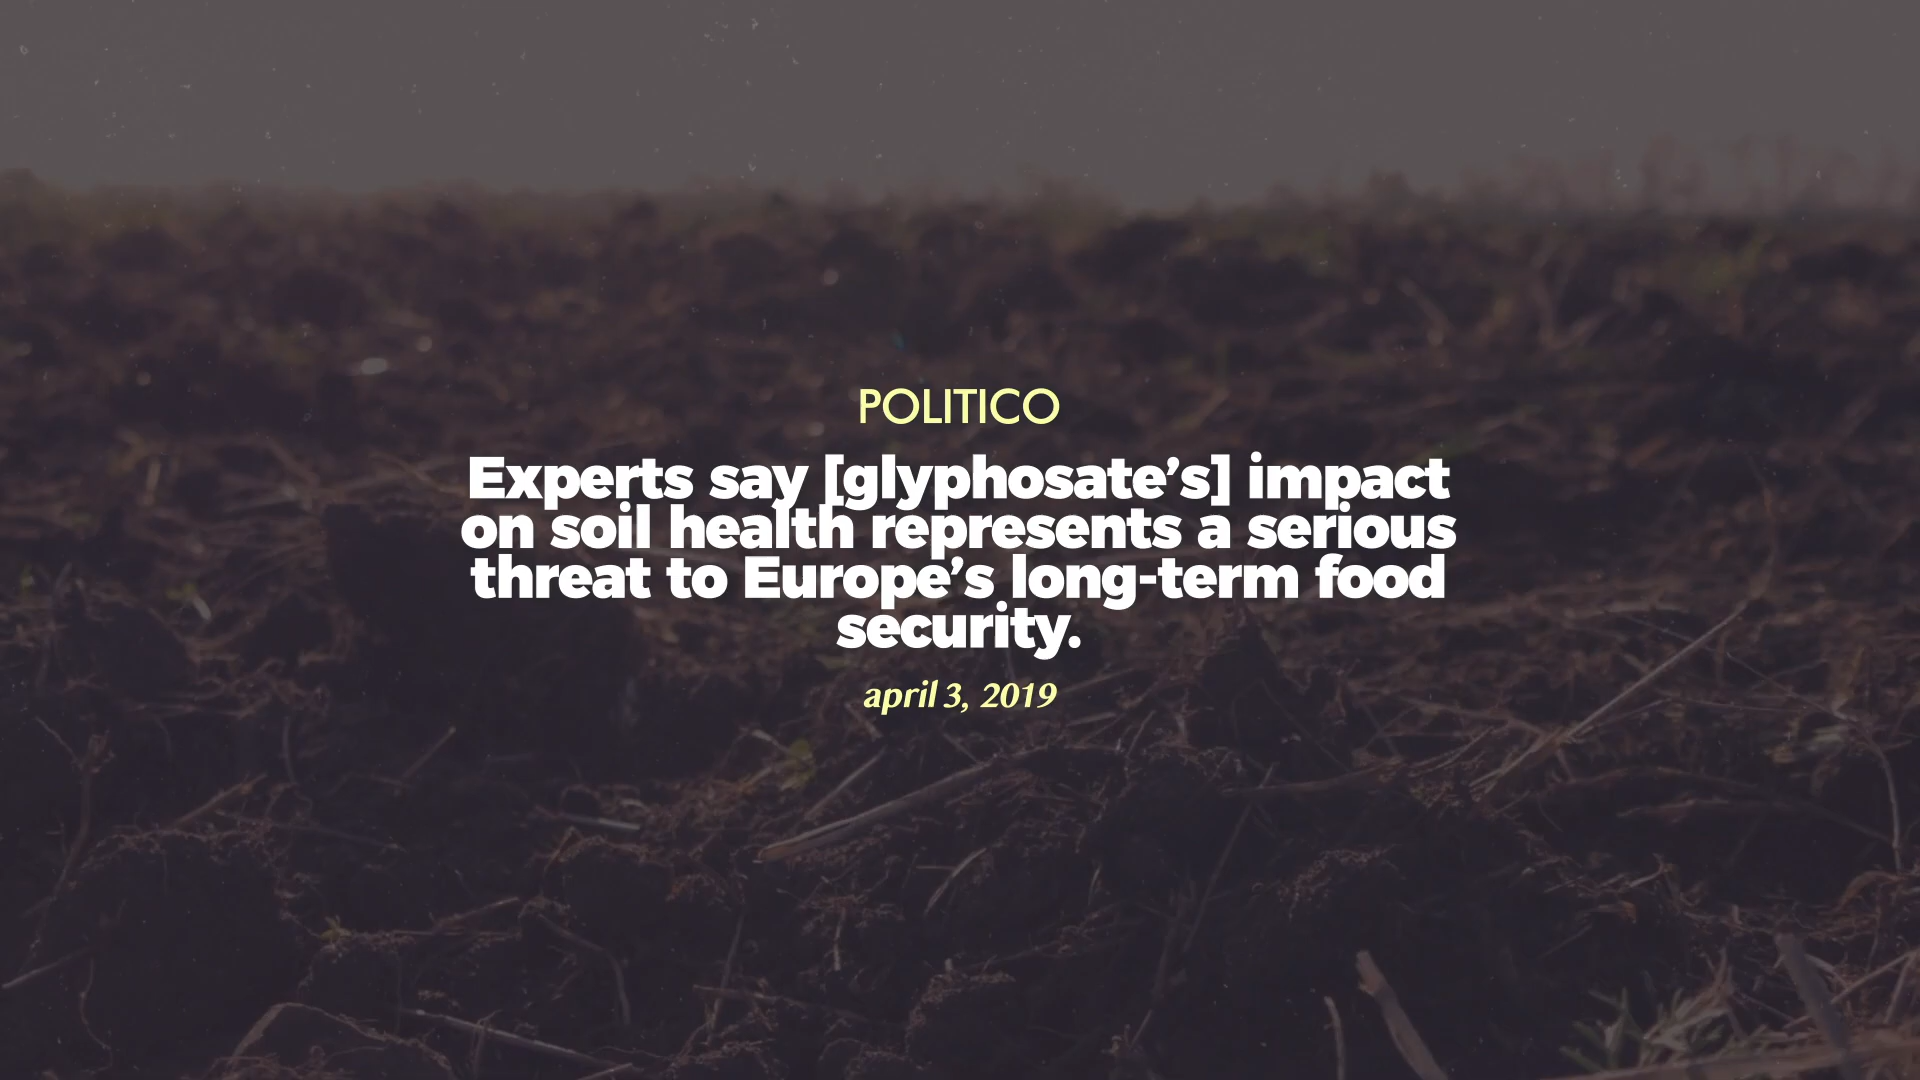 POLITICO
Experts say [glyphosate’s] impact
on soil health represents a serious
threat to Europe’s long-term food
security.
april 3, 2019